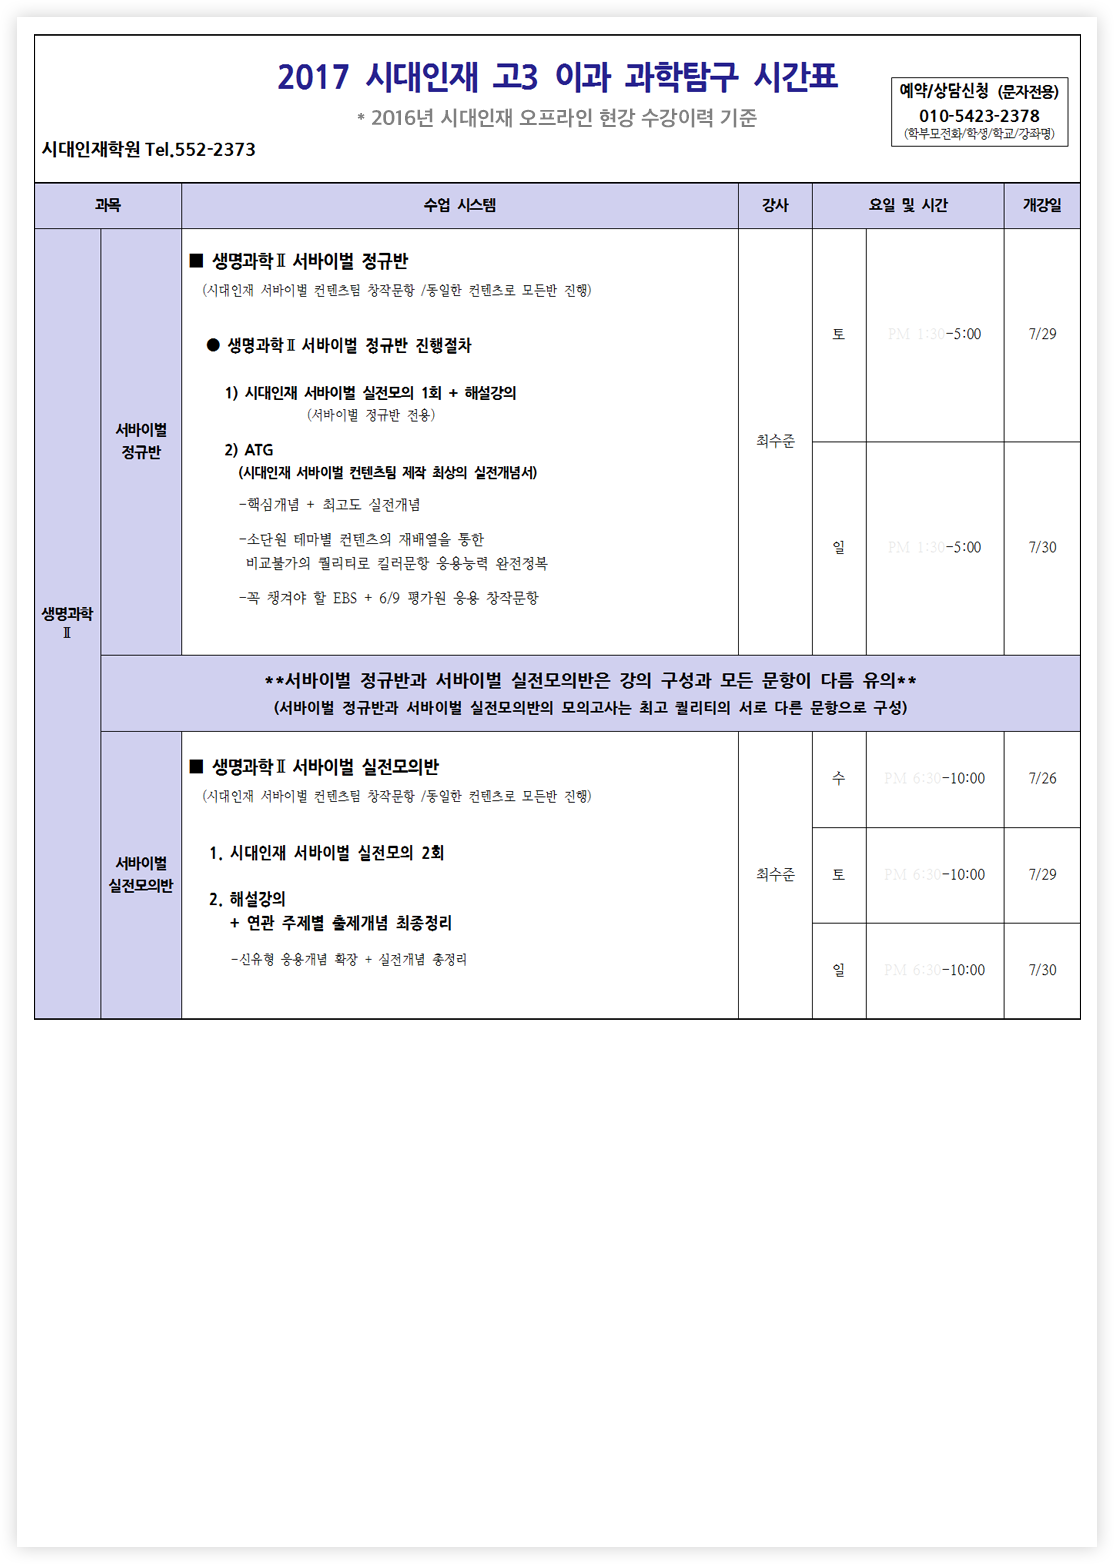 2017 시대인재 고3 이과 과학탐구 시간표
* 2016년 시대인재 오프라인 현강 수강이력 기준
예약/상담신청 (문자전용)
010-5423-2378
(학부모전화/학생/학교/강좌명)
시대인재학원 Tel.552-2373
과목 수업 시스템 강사 요일 및 시간 개강일
생명과학
Ⅱ
서바이벌
정규반
■ 생명과학Ⅱ 서바이벌 정규반
(시대인재 서바이벌 컨텐츠팀 창작문항 /동일한 컨텐츠로 모든반 진행)
● 생명과학Ⅱ 서바이벌 정규반 진행절차
1) 시대인재 서바이벌 실전모의 1회 + 해설강의
(서바이벌 정규반 전용)
2) ATG
(시대인재 서바이벌 컨텐츠팀 제작 최상의 실전개념서)
-핵심개념 + 최고도 실전개념
-소단원 테마별 컨텐츠의 재배열을 통한
비교불가의 퀄리티로 킬러문항 응용능력 완전정복
-꼭 챙겨야 할 EBS + 6/9 평가원 응용 창작문항
최수준
토 PM 1:30-5:00 7/29
일 PM 1:30-5:00 7/30
**서바이벌 정규반과 서바이벌 실전모의반은 강의 구성과 모든 문항이 다름 유의**
(서바이벌 정규반과 서바이벌 실전모의반의 모의고사는 최고 퀄리티의 서로 다른 문항으로 구성)
서바이벌
실전모의반
■ 생명과학Ⅱ 서바이벌 실전모의반
(시대인재 서바이벌 컨텐츠팀 창작문항 /동일한 컨텐츠로 모든반 진행)
1. 시대인재 서바이벌 실전모의 2회
2. 해설강의
+ 연관 주제별 출제개념 최종정리
-신유형 응용개념 확장 + 실전개념 총정리
최수준
수 PM 6:30-10:00 7/26
토 PM 6:30-10:00 7/29
일 PM 6:30-10:00 7/30